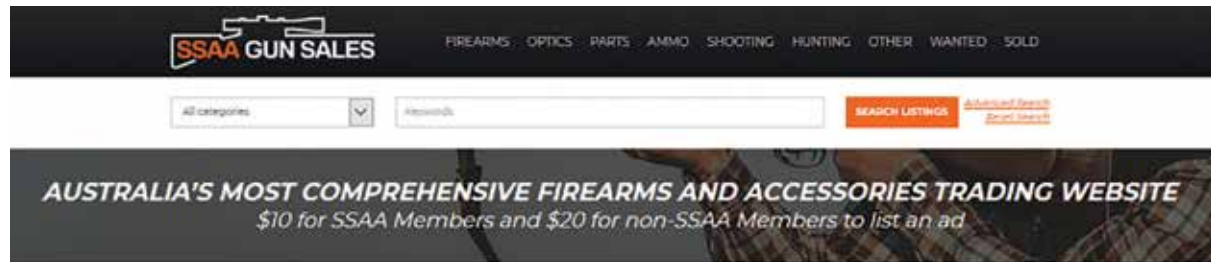 SSAA GUN SALES
FIREARMS OPTICS PARTS AMMO SHOOTING HUNTING OTHER WANTED SOLD
All categories Keywords SEARCH LISTINGS Advanced Search
Reset Search
AUSTRALIA'S MOST COMPREHENSIVE FIREARMS AND ACCESSORIES TRADING WEBSITE
$10 for SSAA Members and $20 for non-SSAA Members to list an ad